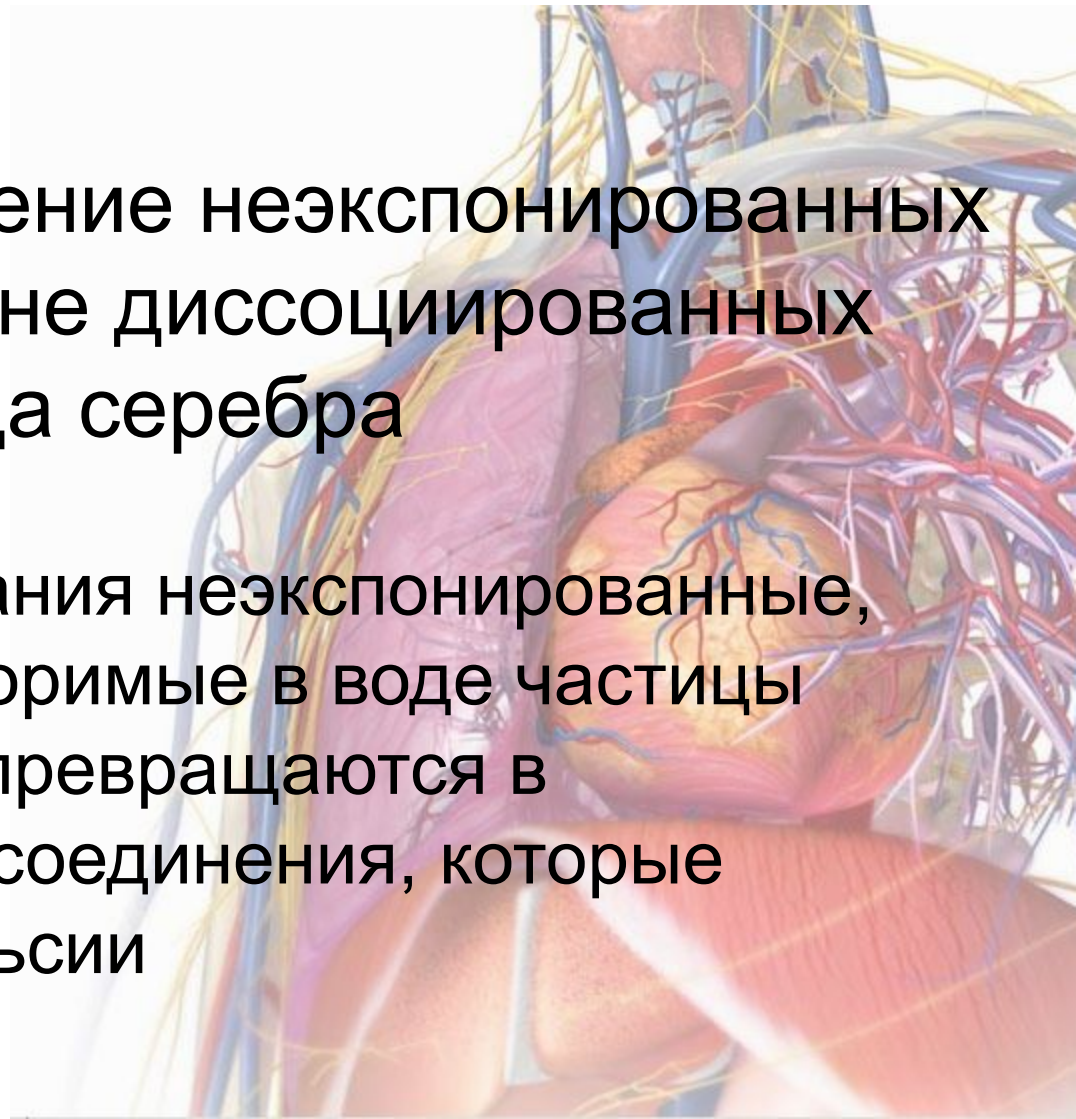 ение неэкспонированных
не диссоциированных
да серебра
ания неэкспонированные,
оримые в воде частицы
превращаются в
соединения, которые
ьсии